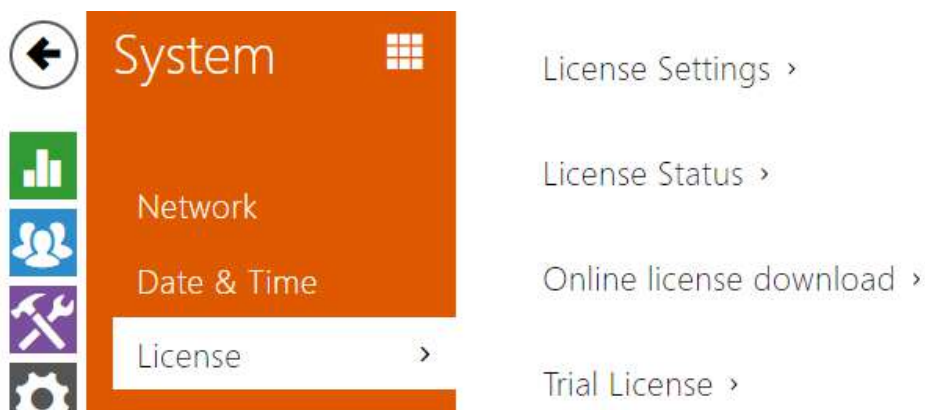 System
Network
Date & Time
License ›
License Settings ›
License Status ›
Online license download ›
Trial License ›